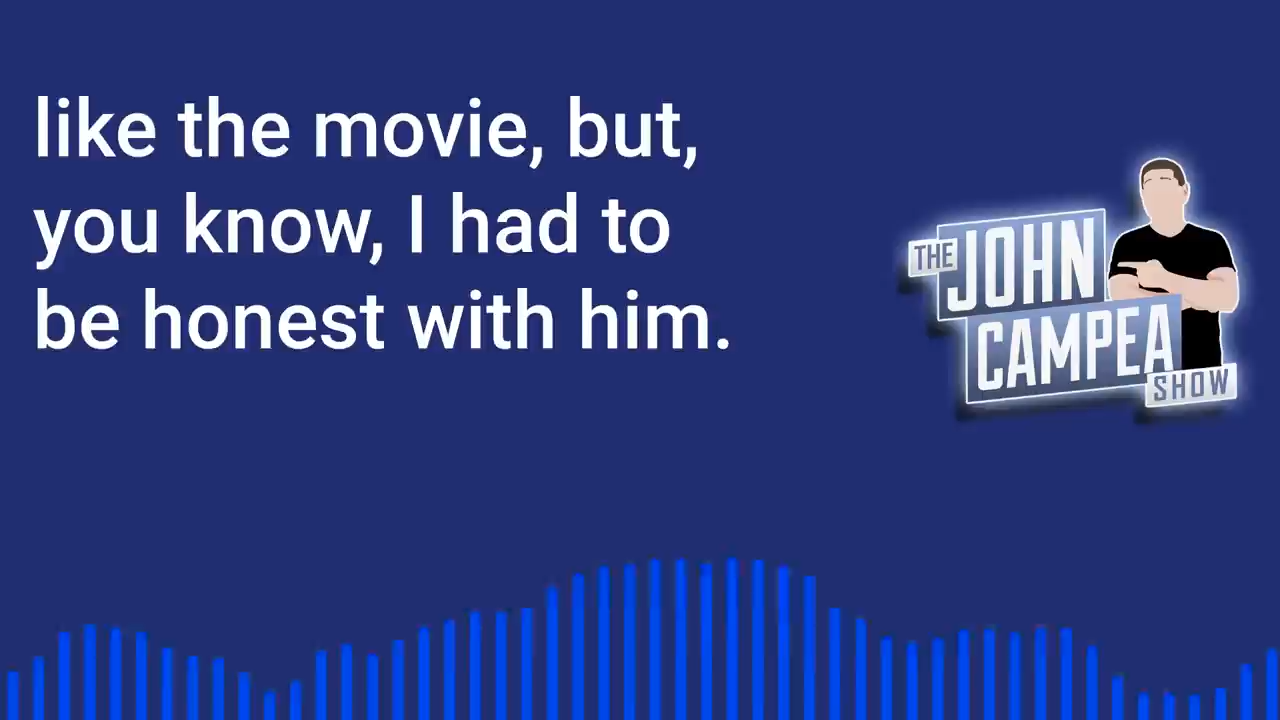 like the movie, but,
you know, I had to
be honest with him.
THE
JOHN
CAMPEA
SHOW